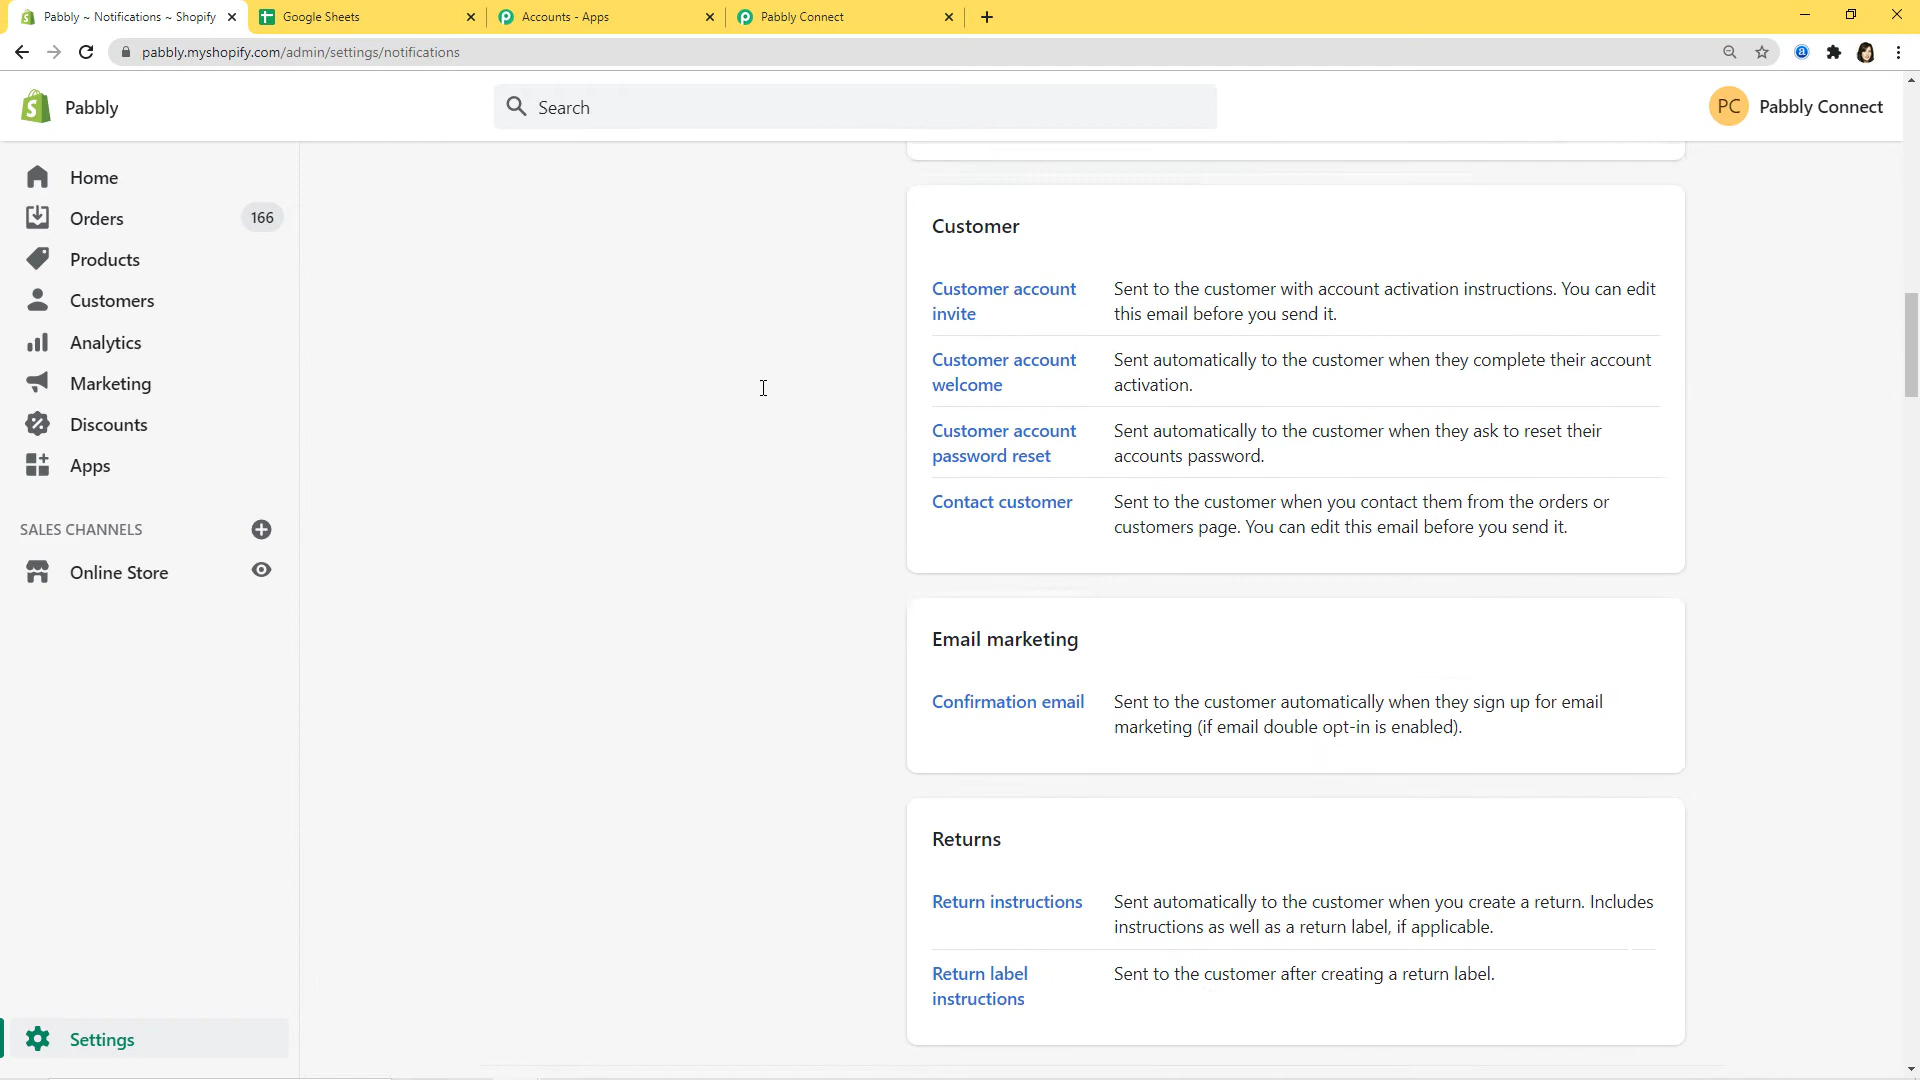 Pabbly ~ Notifications ~ Shopify
Google Sheets
Accounts - Apps
Pabbly Connect
pabbly.myshopify.com/admin/settings/notifications
Pabbly
Search
PC Pabbly Connect
Home
Orders 166
Products
Customers
Analytics
Marketing
Discounts
Apps
SALES CHANNELS
Online Store
Settings
Customer
Customer account
invite
Sent to the customer with account activation instructions. You can edit
this email before you send it.
Customer account
welcome
Sent automatically to the customer when they complete their account
activation.
Customer account
password reset
Sent automatically to the customer when they ask to reset their
accounts password.
Contact customer
Sent to the customer when you contact them from the orders or
customers page. You can edit this email before you send it.
Email marketing
Confirmation email
Sent to the customer automatically when they sign up for email
marketing (if email double opt-in is enabled).
Returns
Return instructions
Sent automatically to the customer when you create a return. Includes
instructions as well as a return label, if applicable.
Return label
instructions
Sent to the customer after creating a return label.